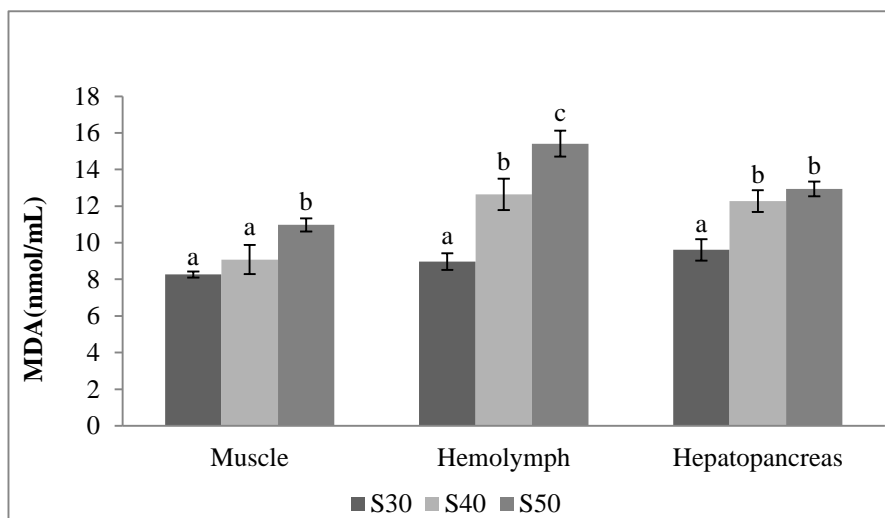 MDA(nmol/mL)
18
16
14
12
10
8
6
4
2
0
a
a
b
a
b
c
a
b
b
Muscle
Hemolymph
Hepatopancreas
S30 S40 S50